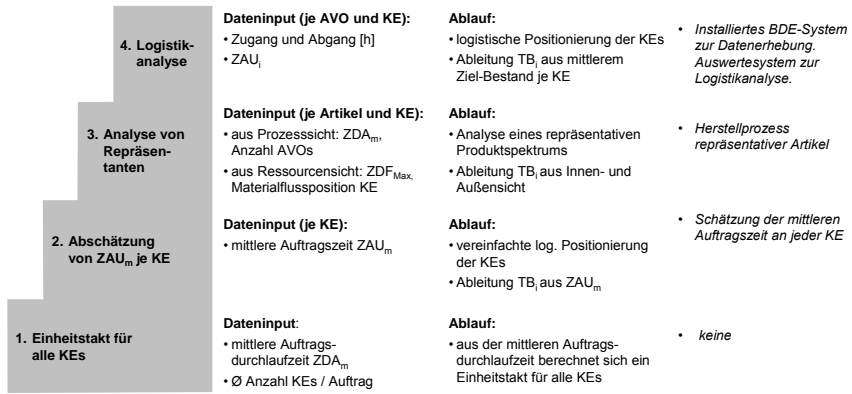 4. Logistik-
analyse
Dateninput (je AVO und KE):
• Zugang und Abgang [h]
• ZAUi
Ablauf:
• logistische Positionierung der KEs
• Ableitung TBi aus mittlerem
Ziel-Bestand je KE
• Installiertes BDE-System
zur Datenerhebung.
Auswertesystem zur
Logistikanalyse.
3. Analyse von
Repräsen-
tanten
Dateninput (je Artikel und KE):
• aus Prozesssicht: ZDAm,
Anzahl AVOs
• aus Ressourcensicht: ZDFMax,
Materialflussposition KE
Ablauf:
• Analyse eines repräsentativen
Produktspektrums
• Ableitung TBi aus Innen- und
Außensicht
• Herstellprozess
repräsentativer Artikel
2. Abschätzung
von ZAUm je KE
Dateninput (je KE):
• mittlere Auftragszeit ZAUm
Ablauf:
• vereinfachte log. Positionierung
der KEs
• Ableitung TBi aus ZAUm
• Schätzung der mittleren
Auftragszeit an jeder KE
1. Einheitstakt für
alle KEs
Dateninput:
• mittlere Auftrags-
durchlaufzeit ZDAm
• Ø Anzahl KEs / Auftrag
Ablauf:
• aus der mittleren Auftrags-
durchlaufzeit berechnet sich ein
Einheitstakt für alle KEs
• keine